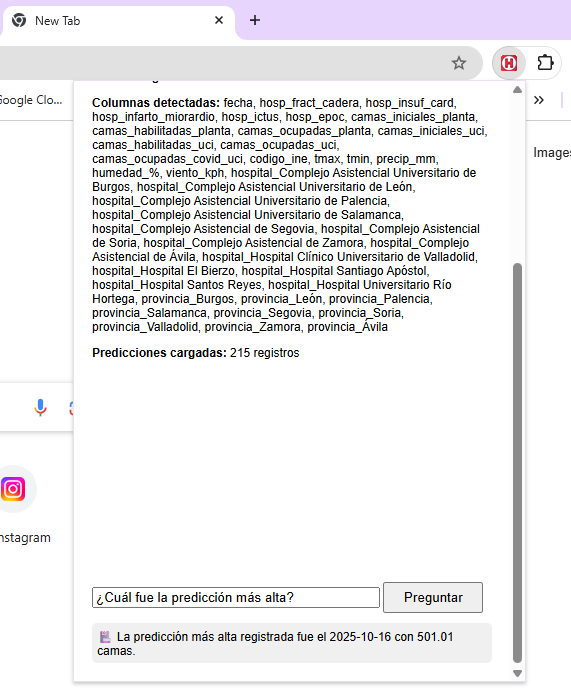 New Tab
Google Clo...
Images
Columnas detectadas: fecha, hosp_fract_cadera, hosp_insuf_card,
hosp_infarto_miorardio, hosp_ictus, hosp_epoc, camas_iniciales_planta,
camas_habilitadas_planta, camas_ocupadas_planta, camas_iniciales_uci,
camas_habilitadas_uci, camas_ocupadas_uci,
camas_ocupadas_covid_uci, codigo_ine, tmax, tmin, precip_mm,
humedad_%, viento_kph, hospital_Complejo Asistencial Universitario de
Burgos, hospital_Complejo Asistencial Universitario de León,
hospital_Complejo Asistencial Universitario de Palencia,
hospital_Complejo Asistencial Universitario de Salamanca,
hospital_Complejo Asistencial de Segovia, hospital_Complejo Asistencial
de Soria, hospital_Complejo Asistencial de Zamora, hospital_Complejo
Asistencial de Ávila, hospital_Hospital Clínico Universitario de Valladolid,
hospital_Hospital El Bierzo, hospital_Hospital Santiago Apóstol,
hospital_Hospital Santos Reyes, hospital_Hospital Universitario Río
Hortega, provincia_Burgos, provincia_León, provincia_Palencia,
provincia_Salamanca, provincia_Segovia, provincia_Soria,
provincia_Valladolid, provincia_Zamora, provincia_Ávila
Predicciones cargadas: 215 registros
nstagram
¿Cuál fue la predicción más alta?
Preguntar
La predicción más alta registrada fue el 2025-10-16 con 501.01
camas.